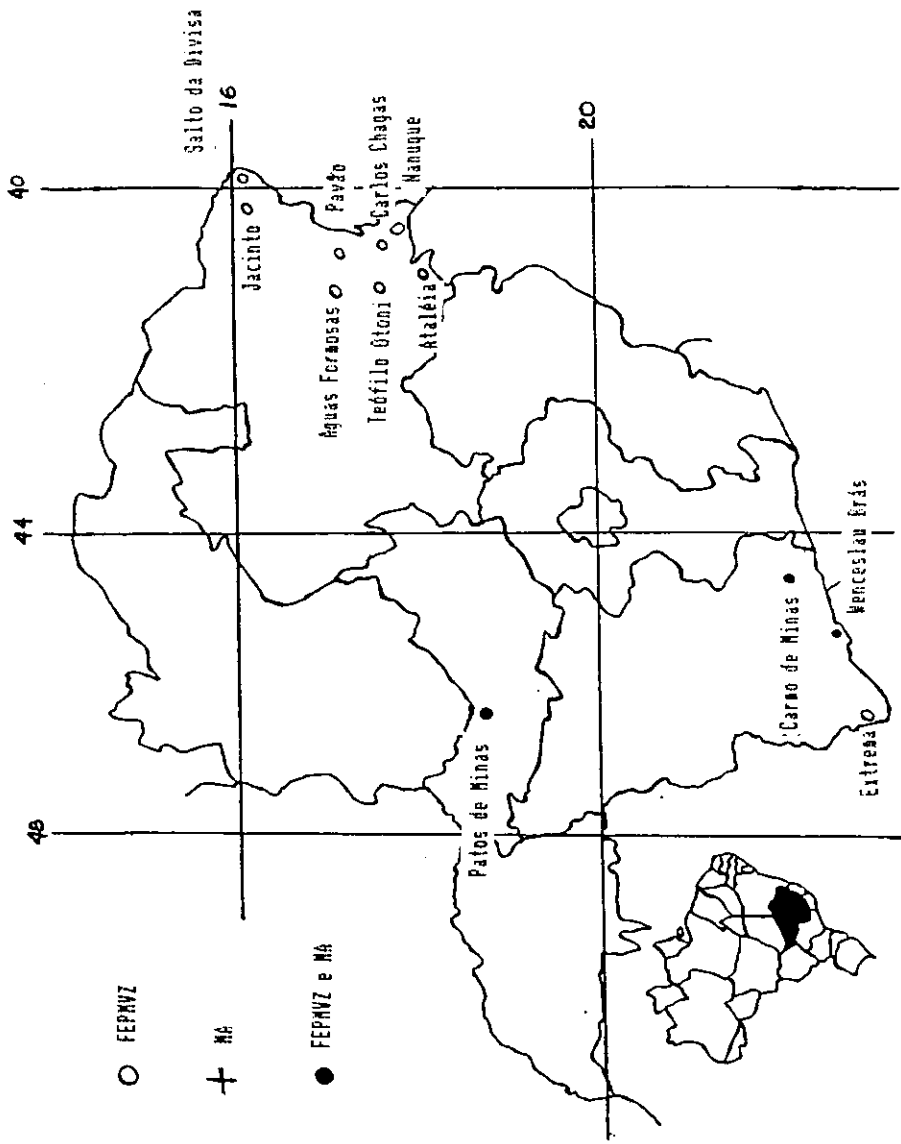 40
44
48
16
20
Salto da Divisa
Jacinto
Pavão
Águas Formosas
Carlos Chagas
Teófilo Otoni
Nanuque
Ataléia
Patos de Minas
Carmo de Minas
Wenceslau Brás
Extrema
FEPMVZ
MA
FEPMVZ e MA